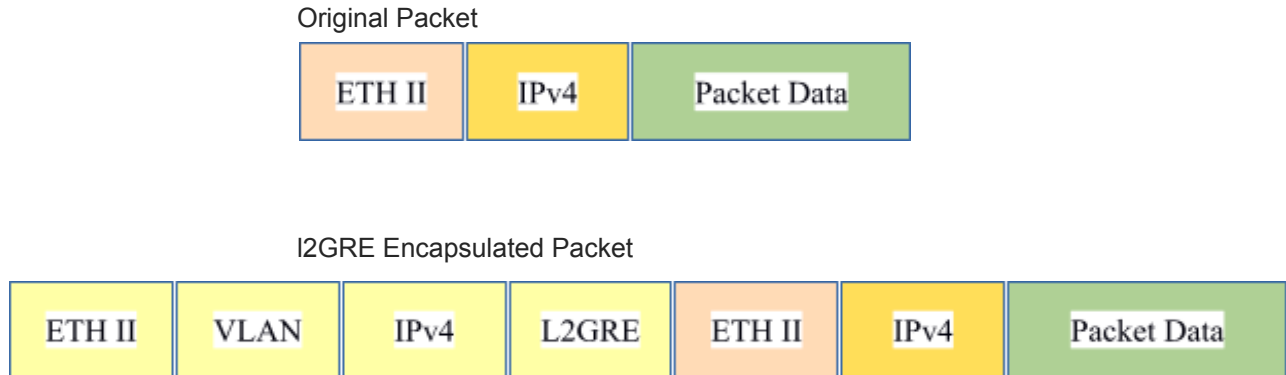 Original Packet
ETH II IPv4 Packet Data
l2GRE Encapsulated Packet
ETH II VLAN IPv4 L2GRE ETH II IPv4 Packet Data